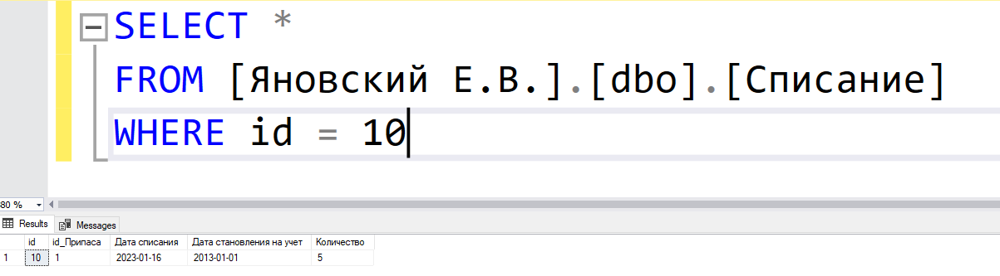 SELECT *
FROM [Яновский Е.В.].[dbo].[Списание]
WHERE id = 10
80 %
Results Messages
id id_Припаса Дата списания Дата становления на учет Количество
1 10 1 2023-01-16 2013-01-01 5